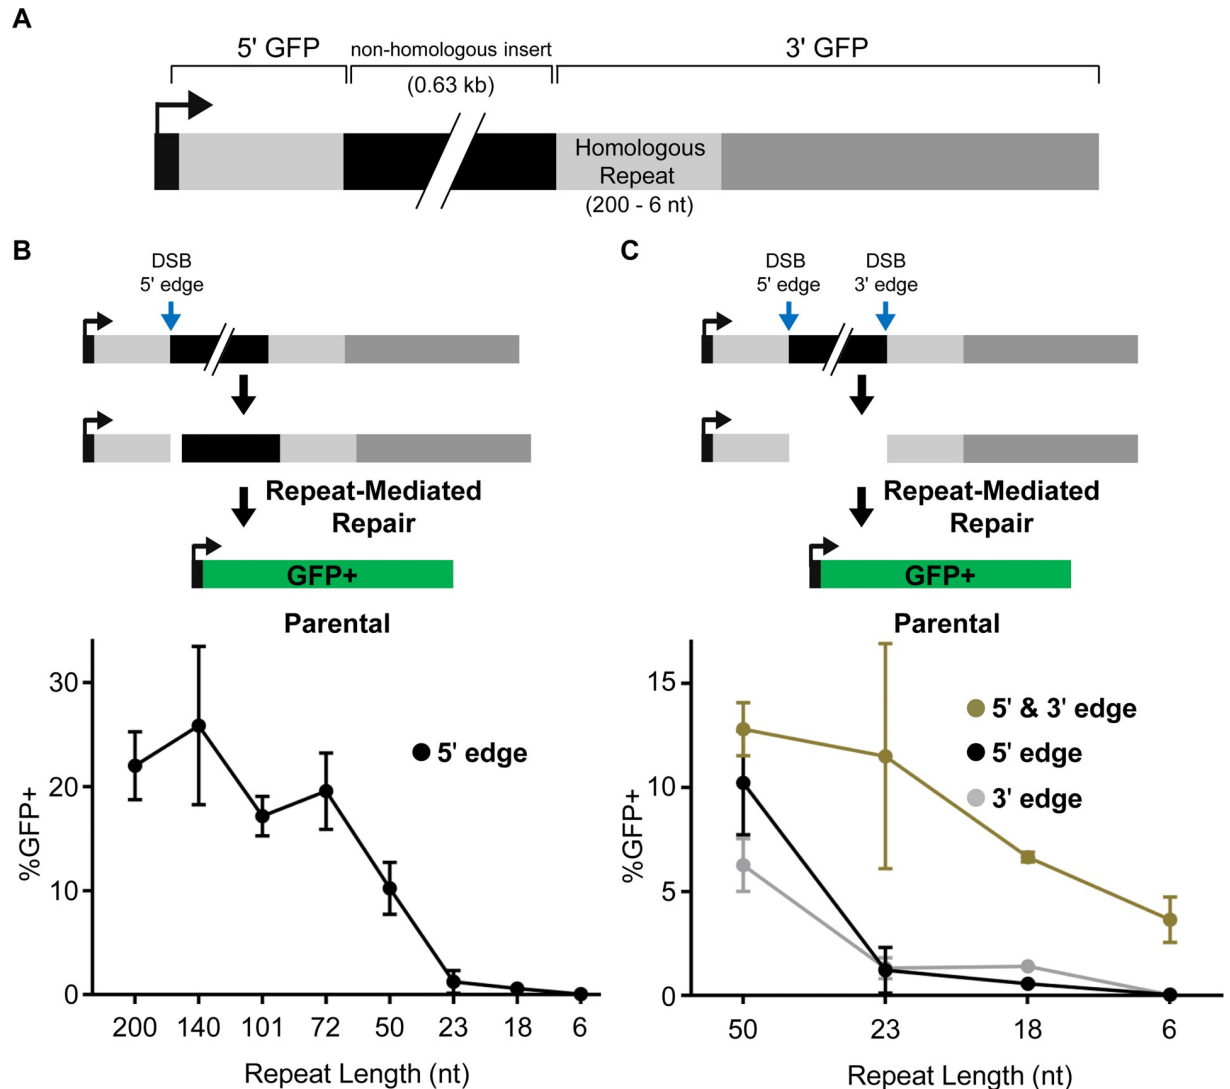 A
5' GFP
non-homologous insert
(0.63 kb)
3' GFP
Homologous
Repeat
(200 - 6 nt)
B
DSB
5' edge
Repeat-Mediated
Repair
GFP+
Parental
%GFP+
30
20
10
0
5' edge
200 140 101 72 50 23 18 6
Repeat Length (nt)
C
DSB
5' edge
DSB
3' edge
Repeat-Mediated
Repair
GFP+
Parental
%GFP+
15
10
5
0
5' & 3' edge
5' edge
3' edge
50 23 18 6
Repeat Length (nt)